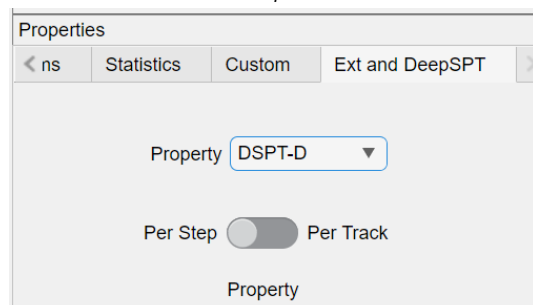 Properties
ns Statistics Custom Ext and DeepSPT
Property DSPT-D
Per Step Per Track
Property